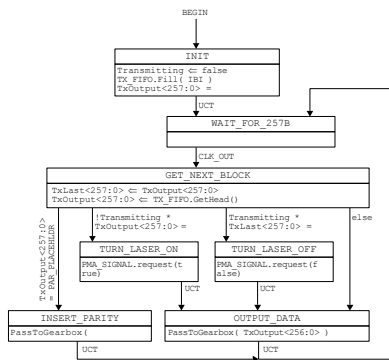 BEGIN
INIT
Transmitting ⇐ false
TX_FIFO.Fill( IBI )
TxOutput<257:0> =
UCT
WAIT_FOR_257B
CLK_OUT
GET_NEXT_BLOCK
TxLast<257:0> ⇐ TxOutput<257:0>
TxOutput<257:0> ⇐ TX_FIFO.GetHead()
TxOutput<257:0>
= PAR_PLACEHLDR
!Transmitting *
TxOutput<257:0> =
Transmitting *
TxLast<257:0> =
else
TURN_LASER_ON
PMA_SIGNAL.request(t
rue)
TURN_LASER_OFF
PMA_SIGNAL.request(f
alse)
UCT
UCT
INSERT_PARITY
PassToGearbox(
OUTPUT_DATA
PassToGearbox( TxOutput<256:0> )
UCT
UCT